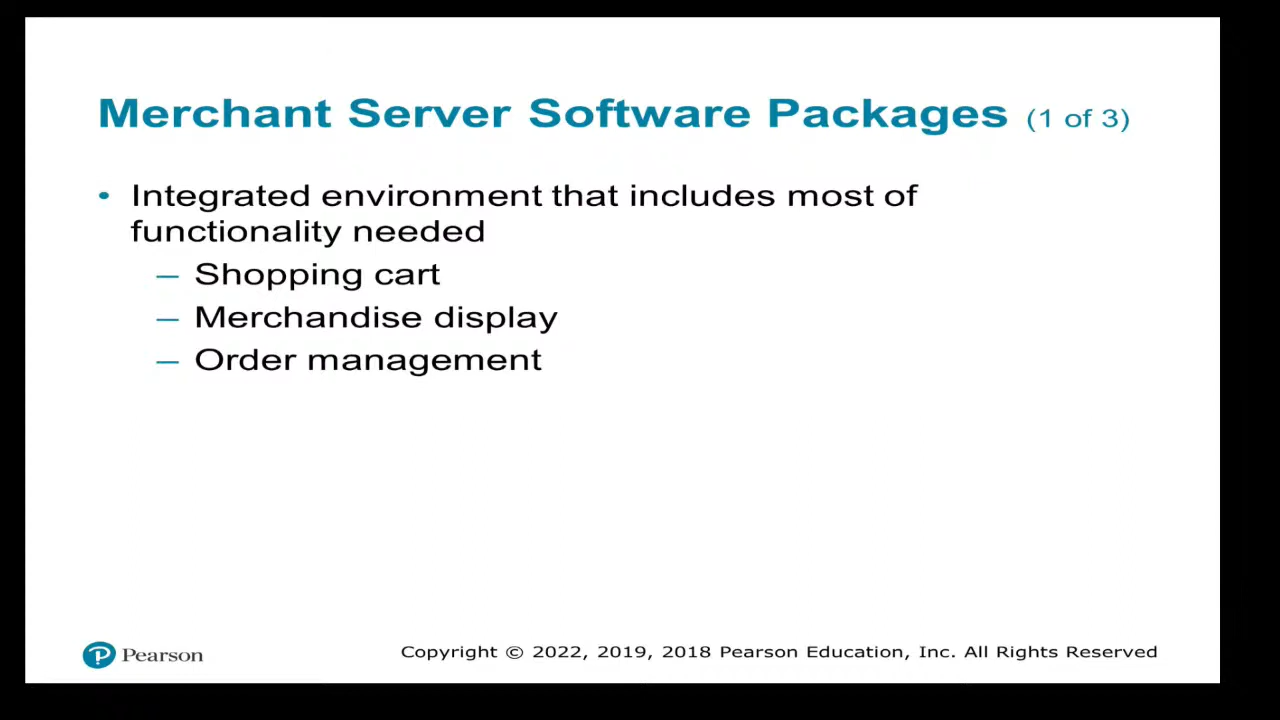 Merchant Server Software Packages (1 of 3)
• Integrated environment that includes most of
functionality needed
– Shopping cart
– Merchandise display
– Order management
Pearson
Copyright © 2022, 2019, 2018 Pearson Education, Inc. All Rights Reserved